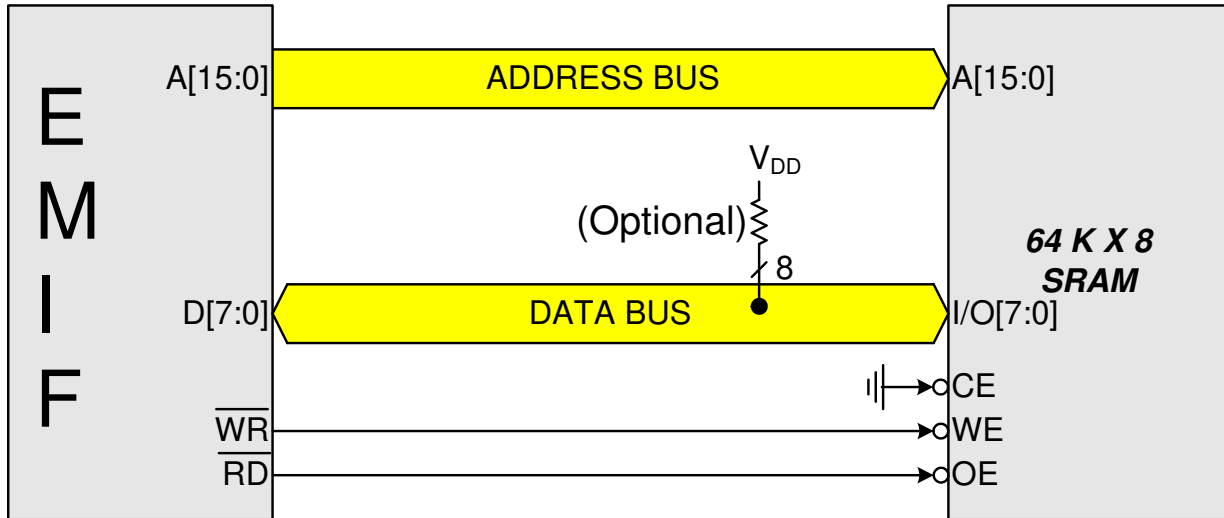 E
M
I
F
A[15:0]
ADDRESS BUS
A[15:0]
VDD
(Optional)
8
64 K X 8
SRAM
D[7:0]
DATA BUS
I/O[7:0]
CE
WR
WE
RD
OE